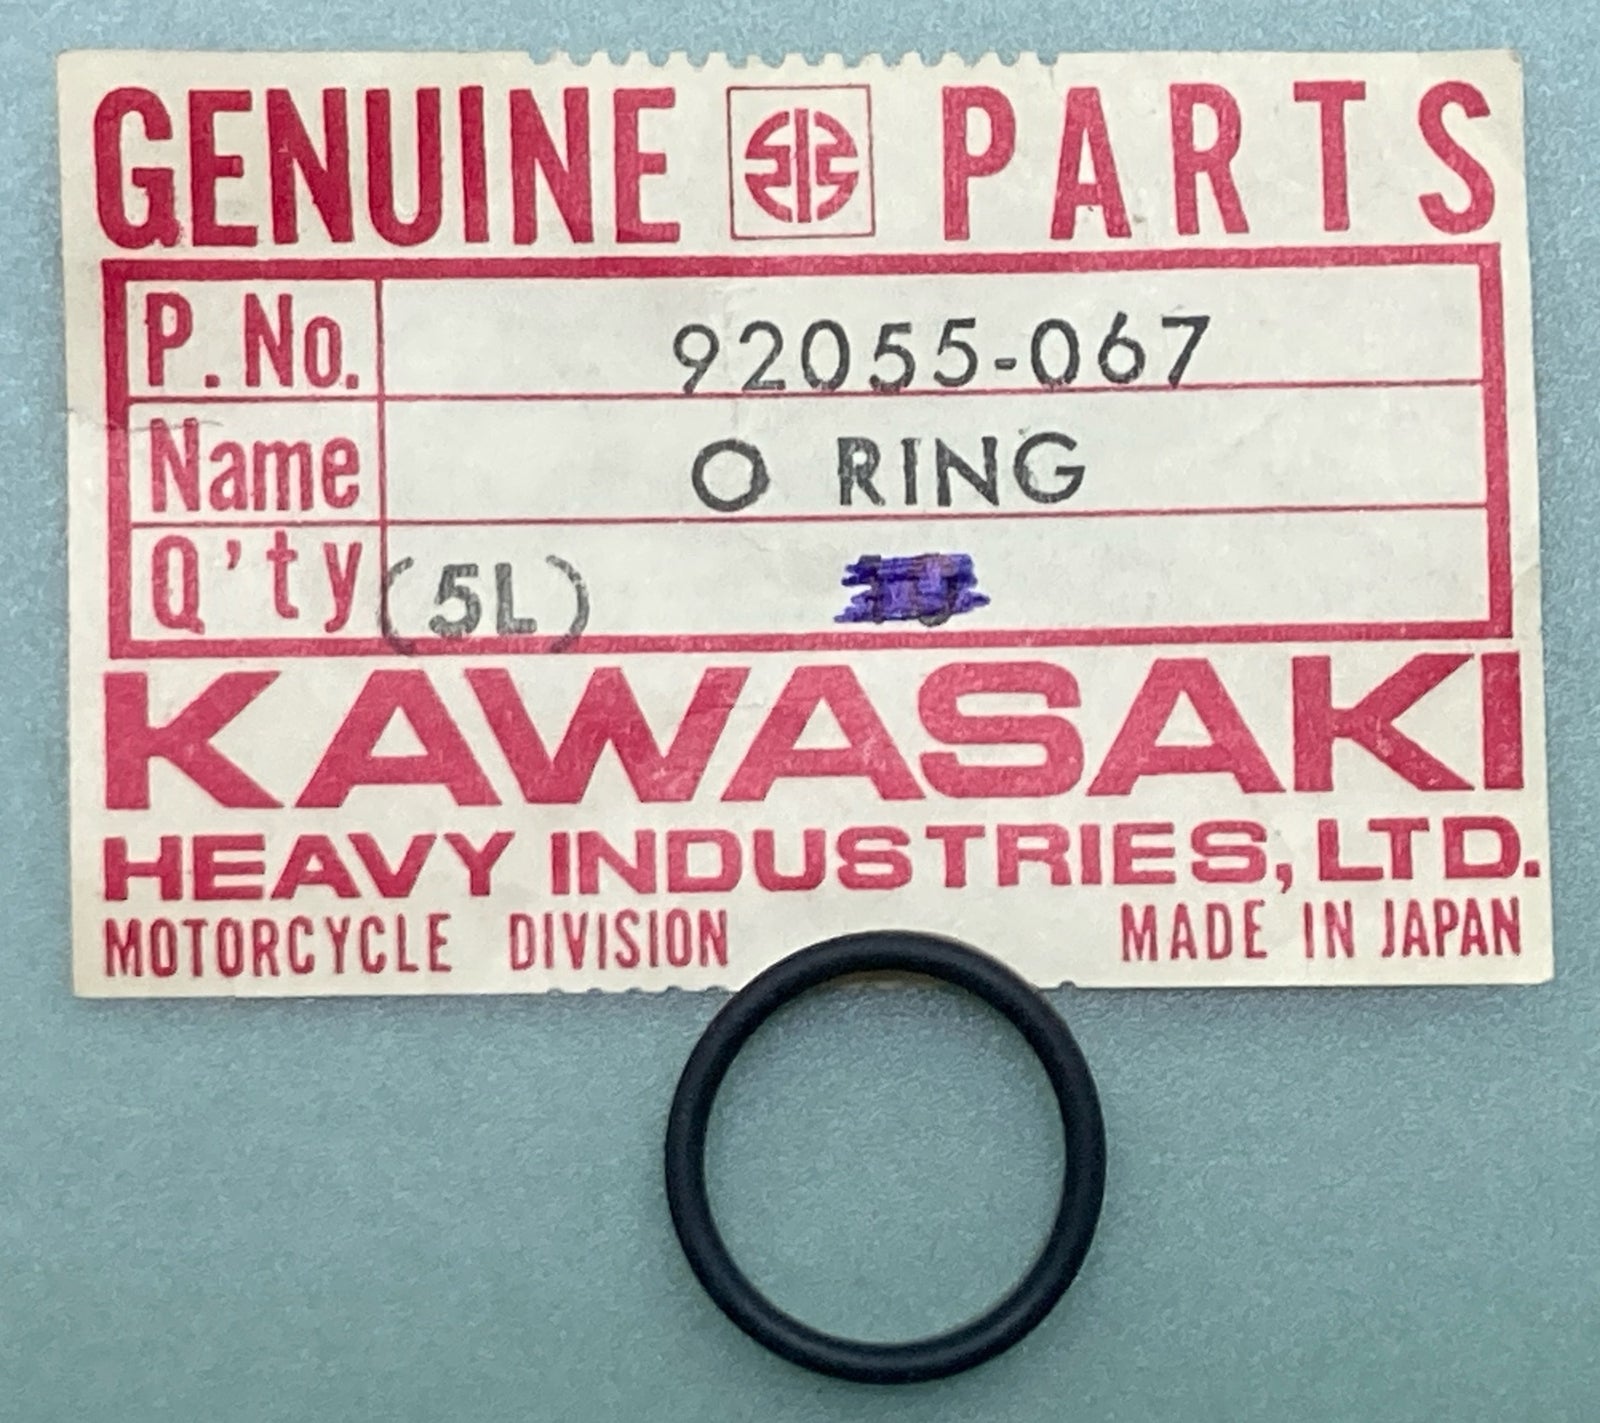 GENUINE PARTS
P. No. 92055-067
Name O RING
Q'ty (5L)
KAWASAKI
HEAVY INDUSTRIES, LTD.
MOTORCYCLE DIVISION MADE IN JAPAN